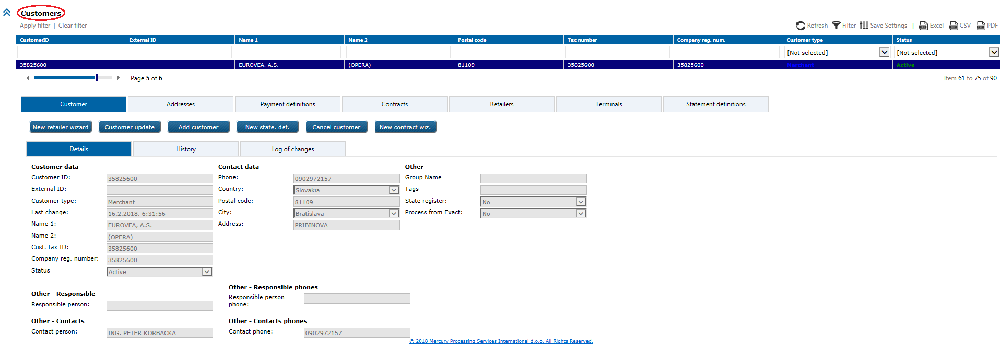 Customers
Apply filter | Clear filter
Refresh Filter Save Settings | Excel CSV PDF
CustomerID External ID Name 1 Name 2 Postal code Tax number Company reg. num. Customer type Status
[Not selected] [Not selected]
35825600 EUROVEA, A.S. (OPERA) 81109 35825600 35825600 Merchant Active
Page 5 of 6 Item 61 to 75 of 90
Customer Addresses Payment definitions Contracts Retailers Terminals Statement definitions
New retailer wizard Customer update Add customer New state. def. Cancel customer New contract wiz.
Details History Log of changes
Customer data Contact data Other
Customer ID: 35825600 Phone: 0902972157 Group Name
External ID: Country: Slovakia Tags
Customer type: Merchant Postal code: 81109 State register: No
Last change: 16.2.2018. 6:31:56 City: Bratislava Process from Exact: No
Name 1: EUROVEA, A.S. Address: PRIBINOVA
Name 2: (OPERA)
Cust. tax ID: 35825600
Company reg. number: 35825600
Status Active
Other - Responsible phones
Other - Responsible
Responsible person
Responsible person: phone:
Other - Contacts Other - Contacts phones
Contact person: ING. PETER KORBACKA Contact phone: 0902972157
© 2018 Mercury Processing Services International d.o.o. All Rights Reserved.